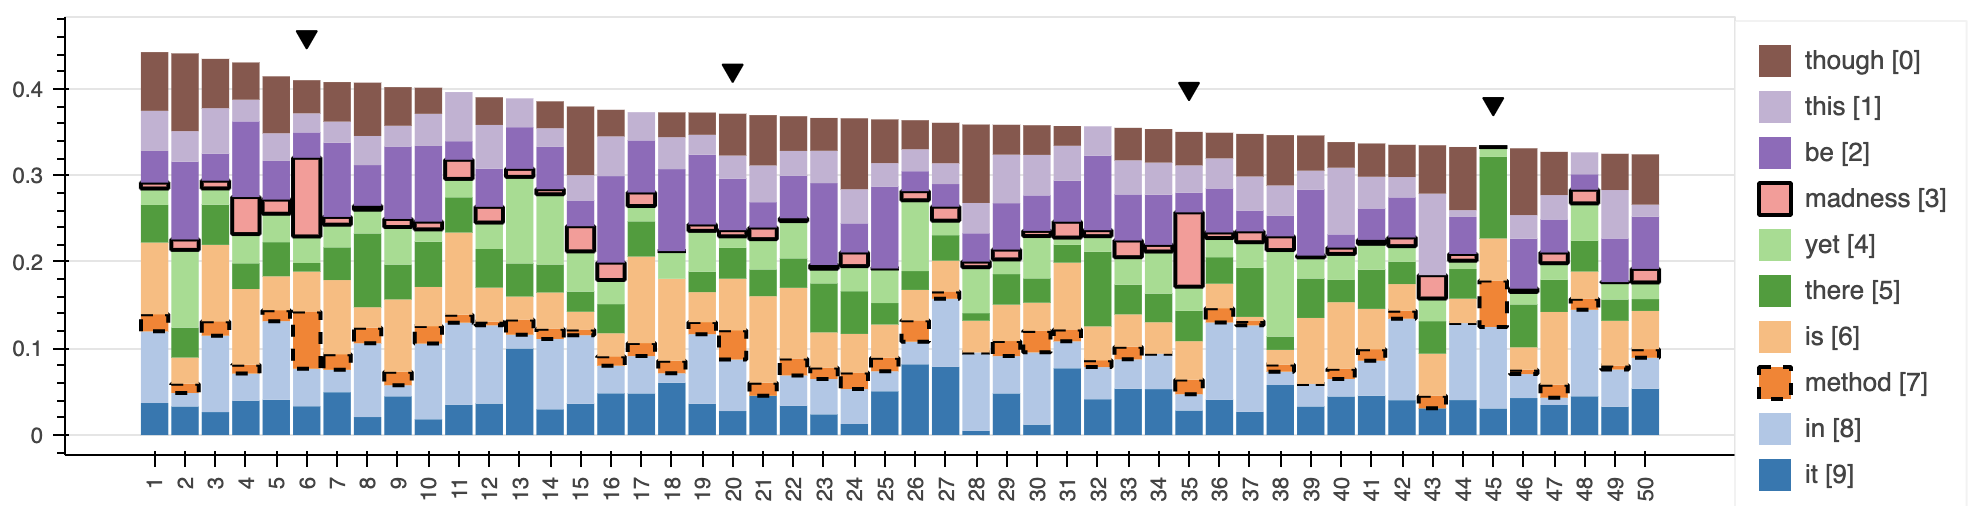 0.4
0.3
0.2
0.1
0
1 2 3 4 5 6 7 8 9 10 11 12 13 14 15 16 17 18 19 20 21 22 23 24 25 26 27 28 29 30 31 32 33 34 35 36 37 38 39 40 41 42 43 44 45 46 47 48 49 50
though [0]
this [1]
be [2]
madness [3]
yet [4]
there [5]
is [6]
method [7]
in [8]
it [9]